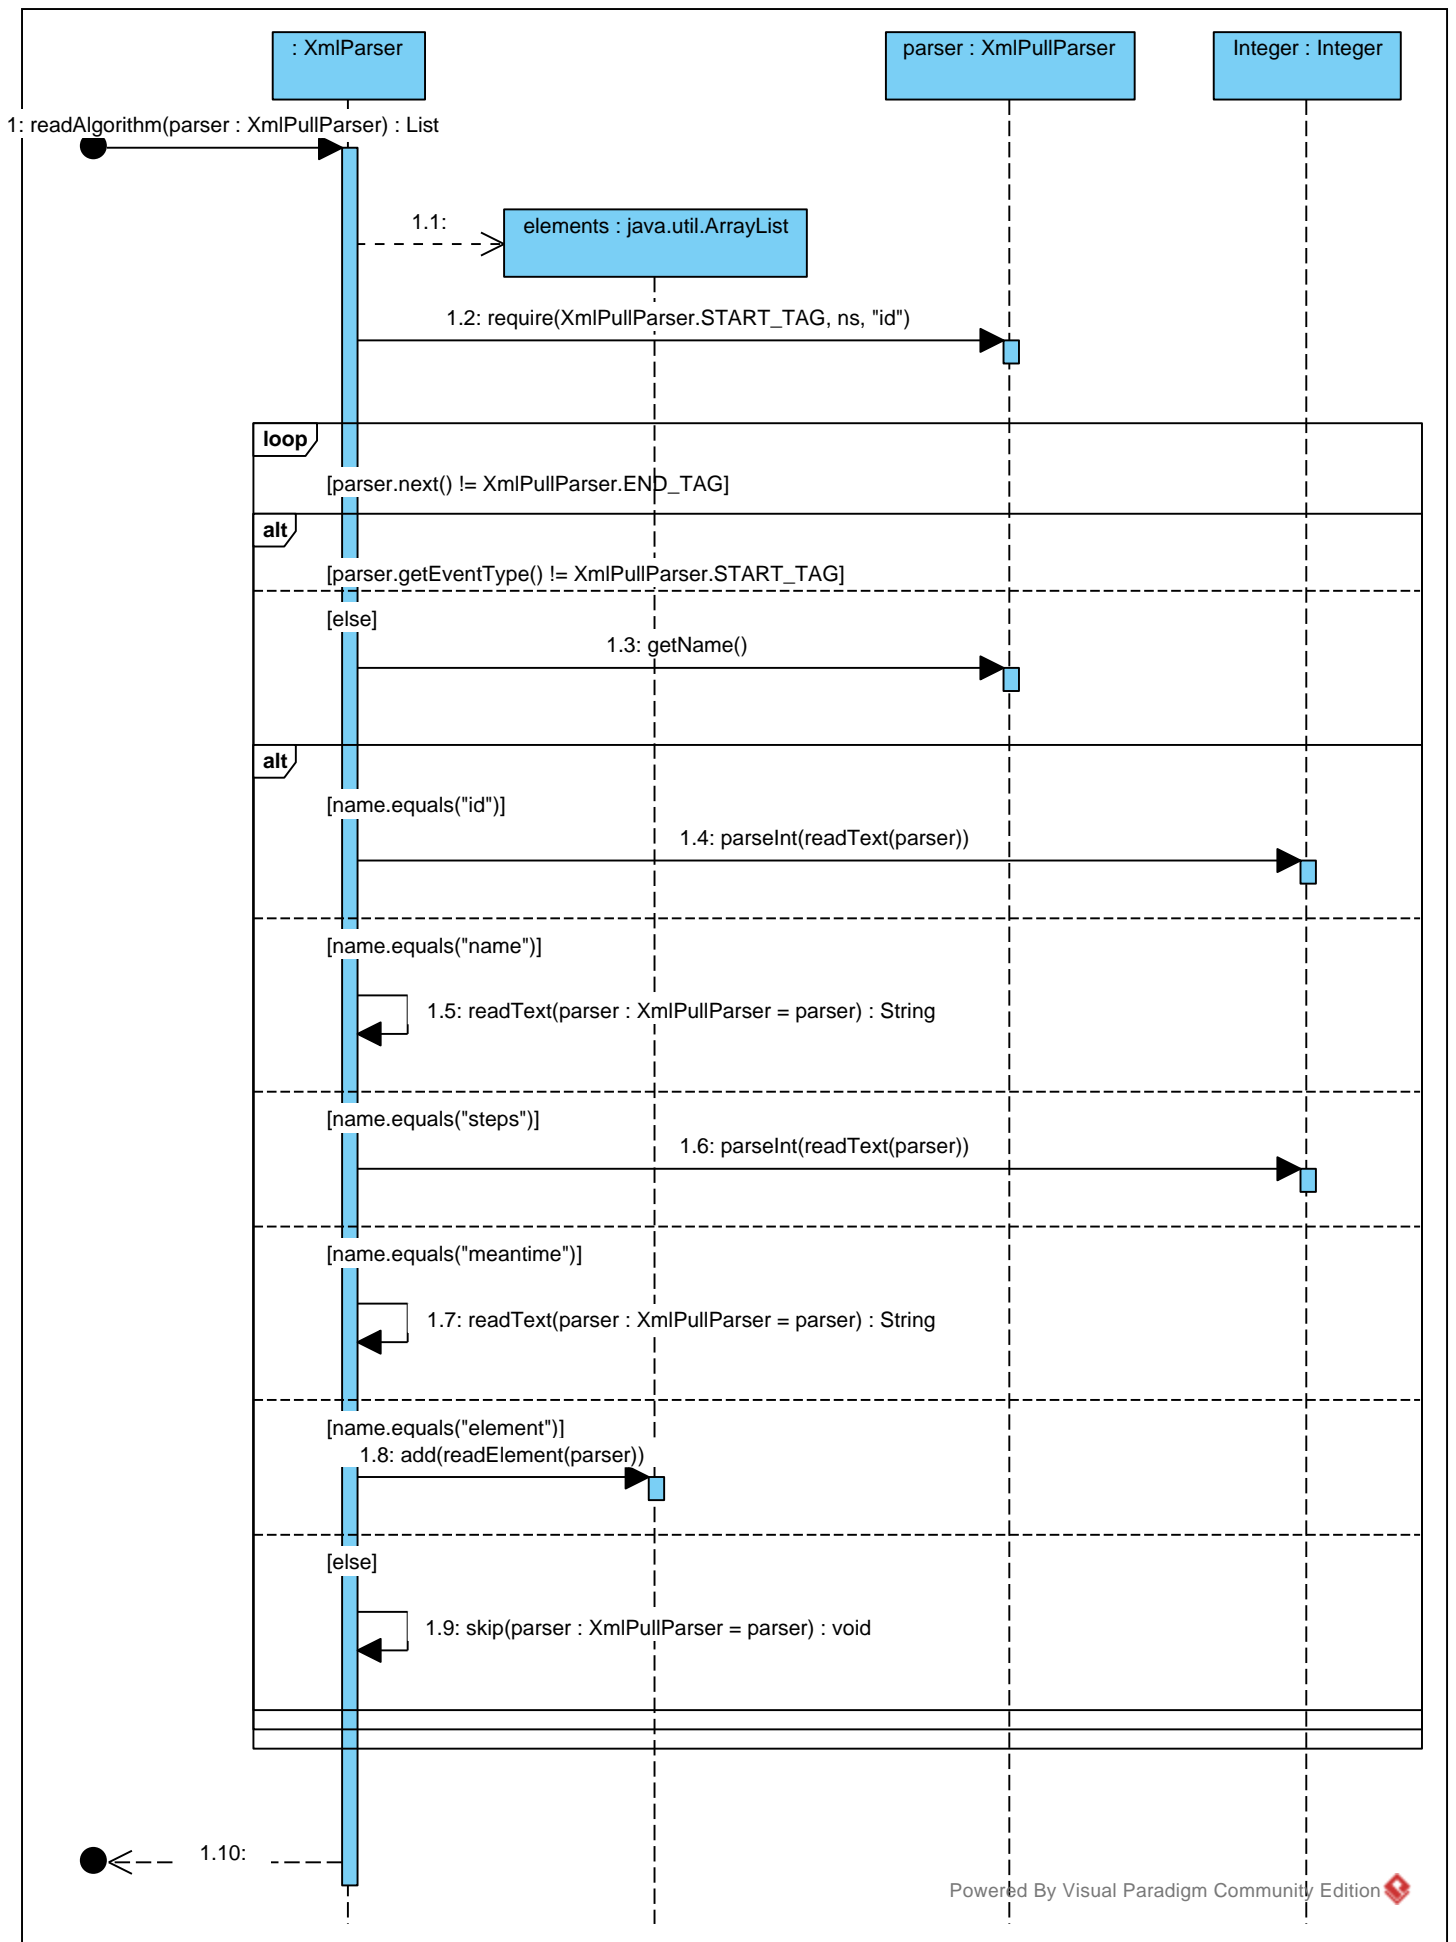 : XmlParser
parser : XmlPullParser
Integer : Integer
1: readAlgorithm(parser : XmlPullParser) : List
1.1:
elements : java.util.ArrayList
1.2: require(XmlPullParser.START_TAG, ns, "id")
loop
[parser.next() != XmlPullParser.END_TAG]
alt
[parser.getEventType() != XmlPullParser.START_TAG]
[else]
1.3: getName()
alt
[name.equals("id")]
1.4: parseInt(readText(parser))
[name.equals("name")]
1.5: readText(parser : XmlPullParser = parser) : String
[name.equals("steps")]
1.6: parseInt(readText(parser))
[name.equals("meantime")]
1.7: readText(parser : XmlPullParser = parser) : String
[name.equals("element")]
1.8: add(readElement(parser))
[else]
1.9: skip(parser : XmlPullParser = parser) : void
1.10:
Powered By Visual Paradigm Community Edition